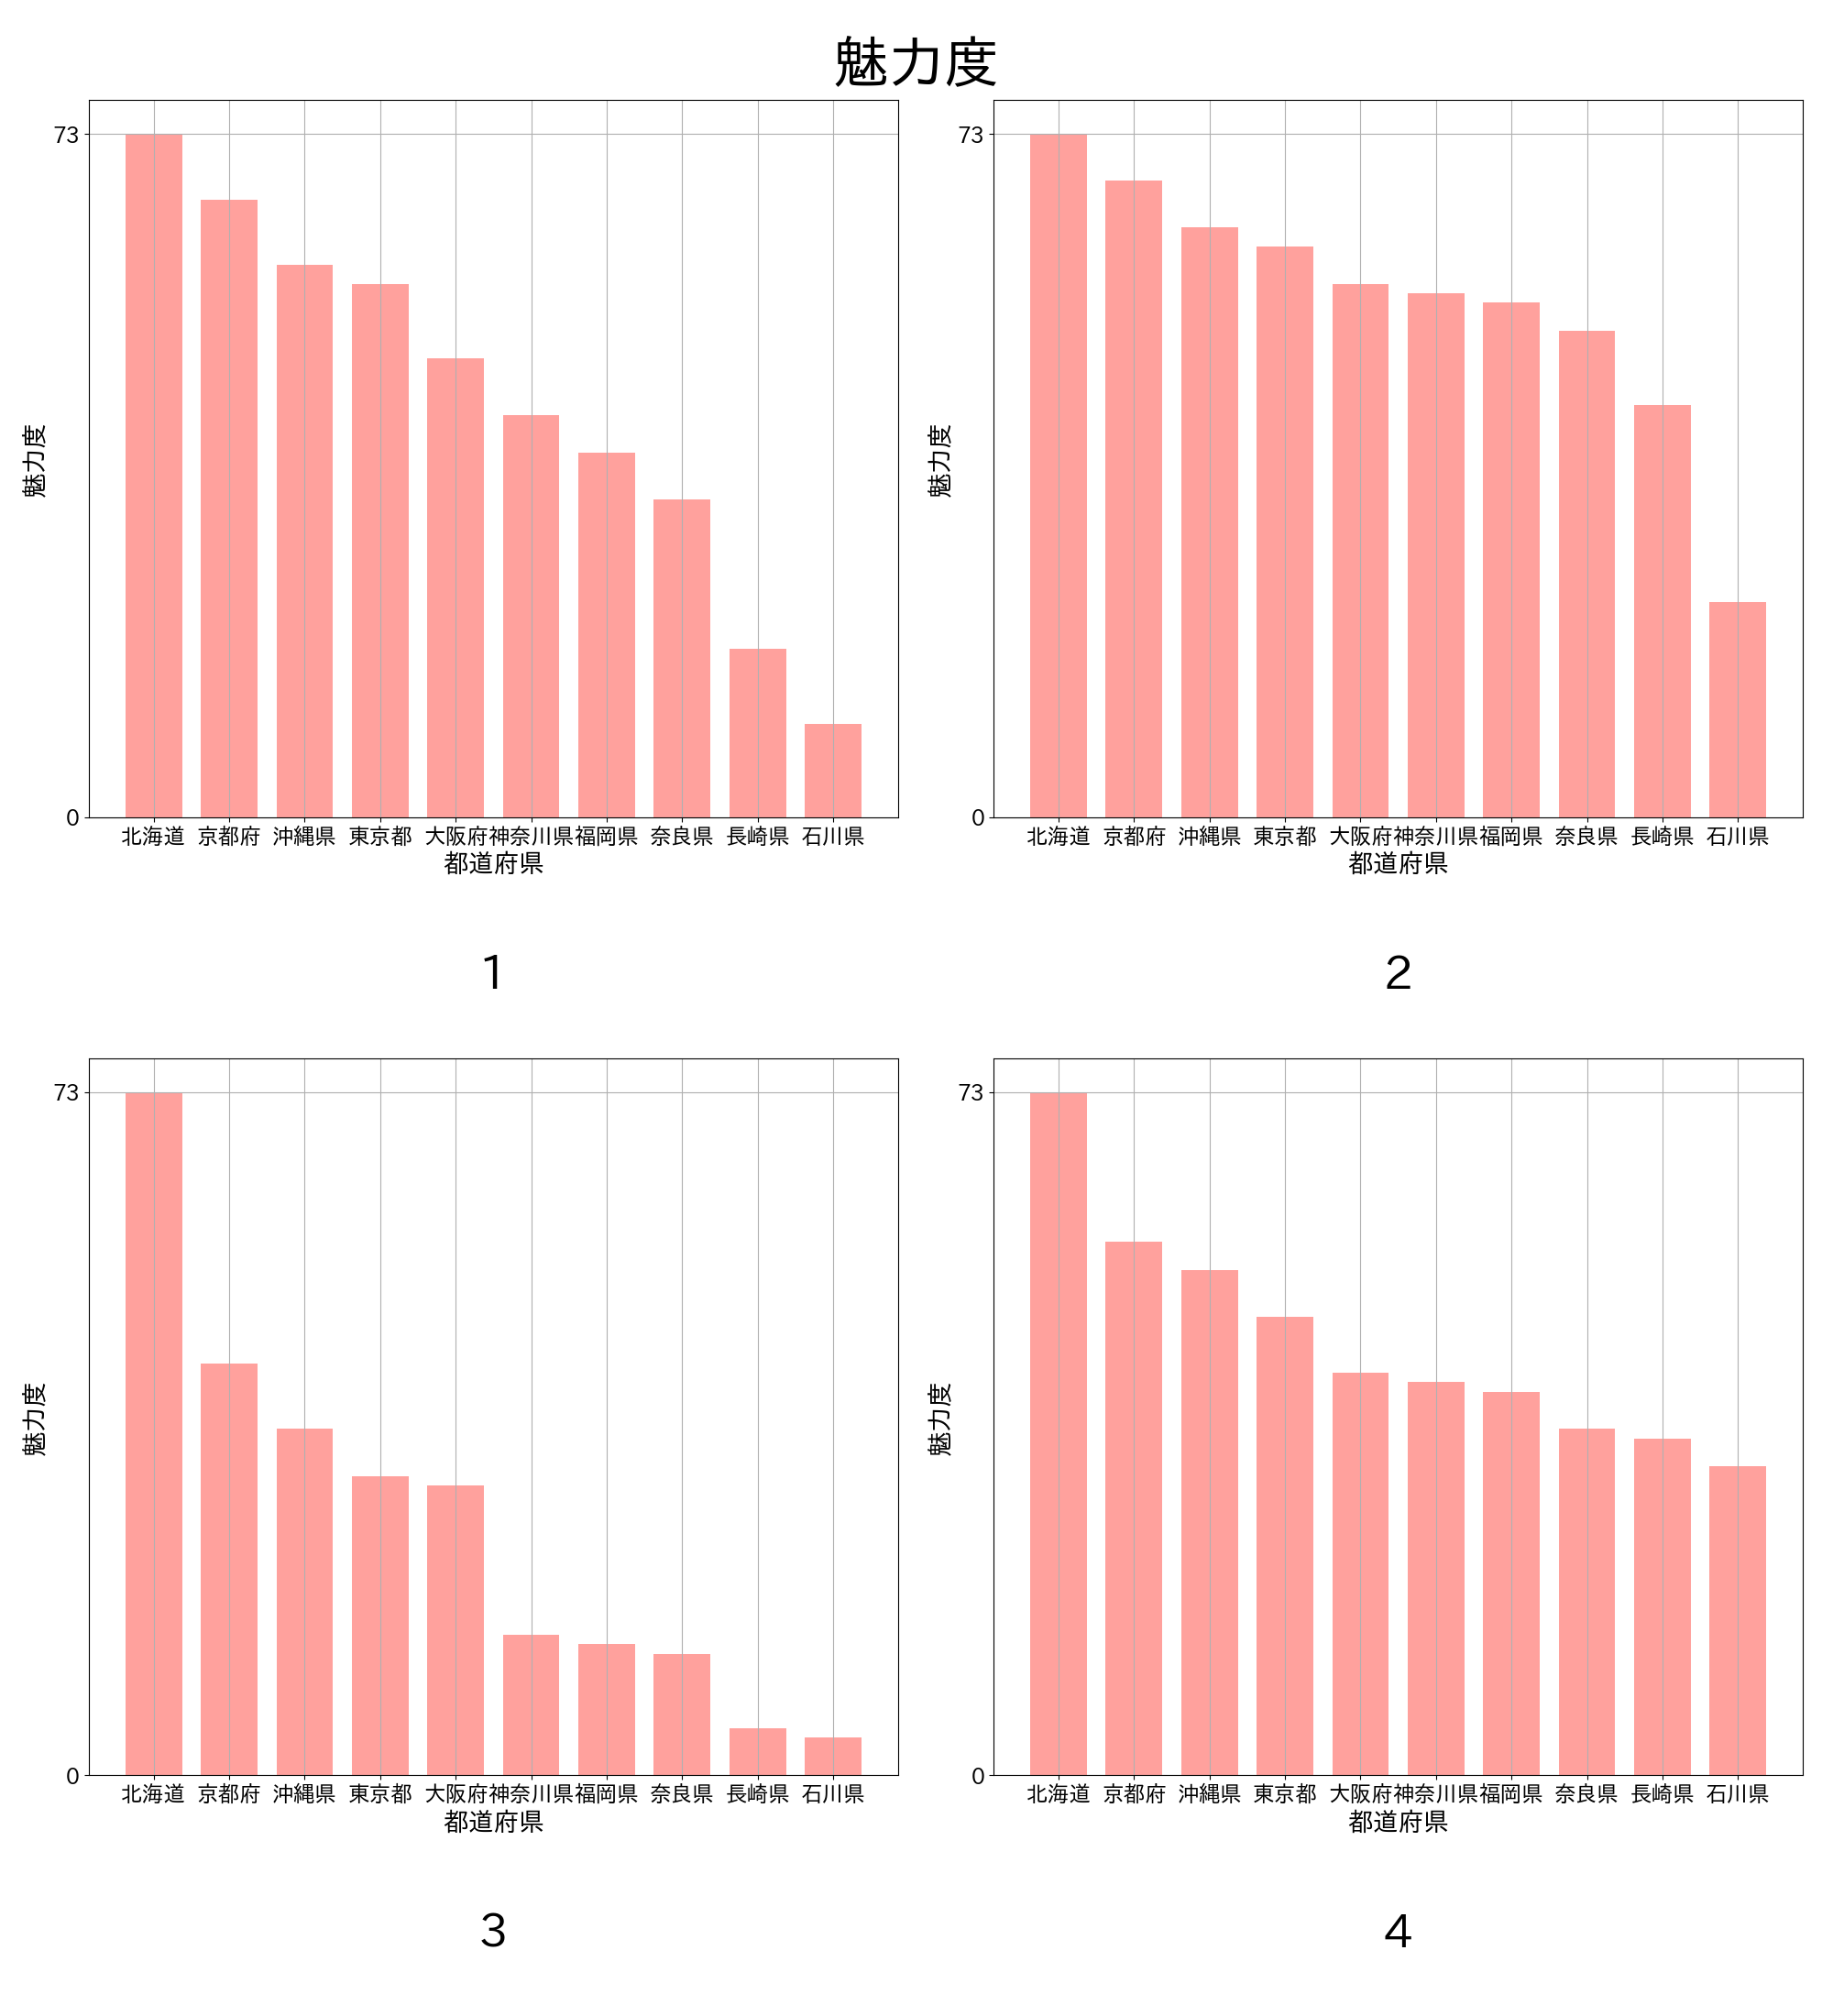 魅力度
73
魅力度
0
北海道 京都府 沖縄県 東京都 大阪府 神奈川県 福岡県 奈良県 長崎県 石川県
都道府県
1
73
魅力度
0
北海道 京都府 沖縄県 東京都 大阪府 神奈川県 福岡県 奈良県 長崎県 石川県
都道府県
2
73
魅力度
0
北海道 京都府 沖縄県 東京都 大阪府 神奈川県 福岡県 奈良県 長崎県 石川県
都道府県
3
73
魅力度
0
北海道 京都府 沖縄県 東京都 大阪府 神奈川県 福岡県 奈良県 長崎県 石川県
都道府県
4